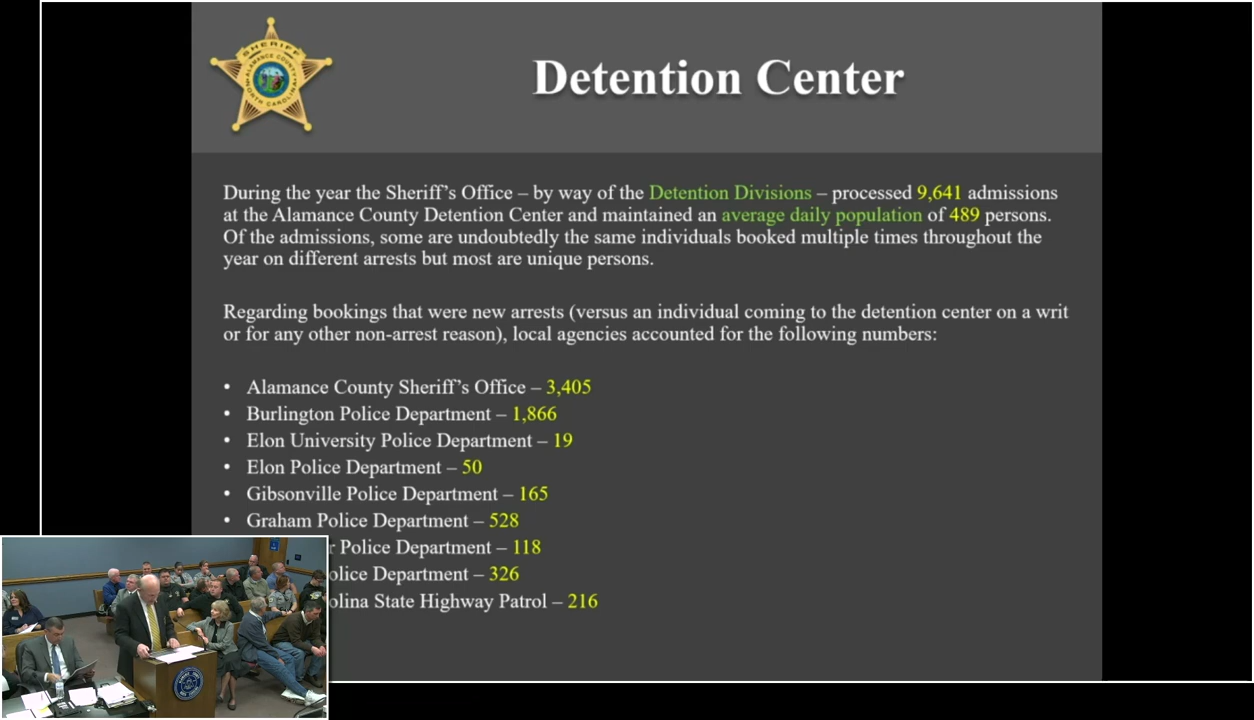 SHERIFF
ALAMANCE COUNTY
NORTH CAROLINA
Detention Center
During the year the Sheriff’s Office – by way of the Detention Divisions – processed 9,641 admissions
at the Alamance County Detention Center and maintained an average daily population of 489 persons.
Of the admissions, some are undoubtedly the same individuals booked multiple times throughout the
year on different arrests but most are unique persons.
Regarding bookings that were new arrests (versus an individual coming to the detention center on a writ
or for any other non-arrest reason), local agencies accounted for the following numbers:
• Alamance County Sheriff’s Office – 3,405
• Burlington Police Department – 1,866
• Elon University Police Department – 19
• Elon Police Department – 50
• Gibsonville Police Department – 165
• Graham Police Department – 528
r Police Department – 118
olice Department – 326
olina State Highway Patrol – 216